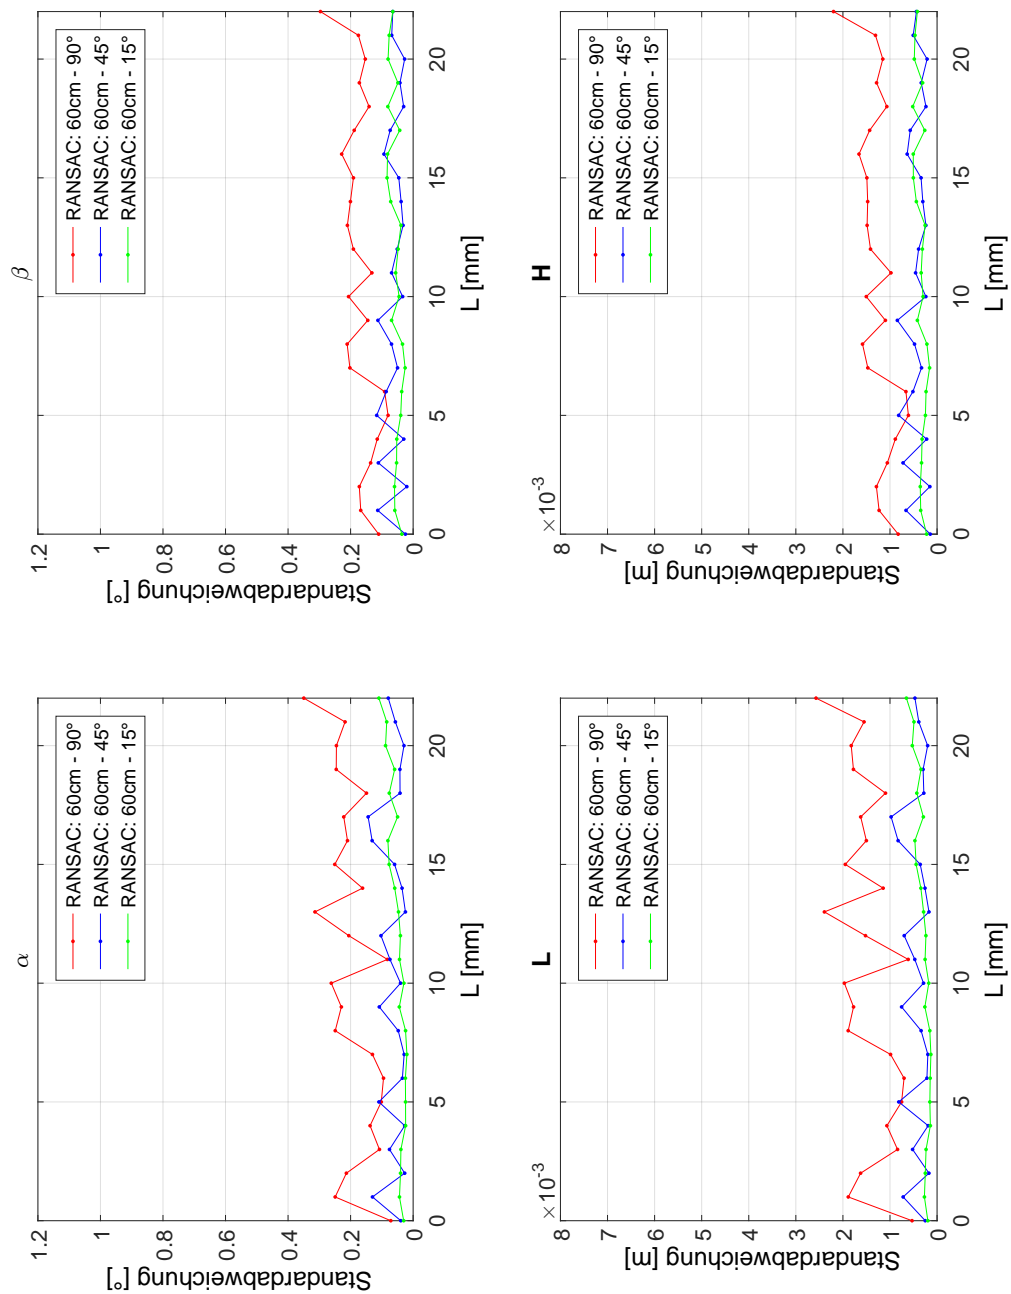 α
Standardabweichung [°]
1.2
1
0.8
0.6
0.4
0.2
0
0 5 10 15 20
L [mm]
RANSAC: 60cm - 90°
RANSAC: 60cm - 45°
RANSAC: 60cm - 15°
β
Standardabweichung [°]
1.2
1
0.8
0.6
0.4
0.2
0
0 5 10 15 20
L [mm]
RANSAC: 60cm - 90°
RANSAC: 60cm - 45°
RANSAC: 60cm - 15°
L
×10⁻³
Standardabweichung [m]
8
7
6
5
4
3
2
1
0
0 5 10 15 20
L [mm]
RANSAC: 60cm - 90°
RANSAC: 60cm - 45°
RANSAC: 60cm - 15°
H
×10⁻³
Standardabweichung [m]
8
7
6
5
4
3
2
1
0
0 5 10 15 20
L [mm]
RANSAC: 60cm - 90°
RANSAC: 60cm - 45°
RANSAC: 60cm - 15°